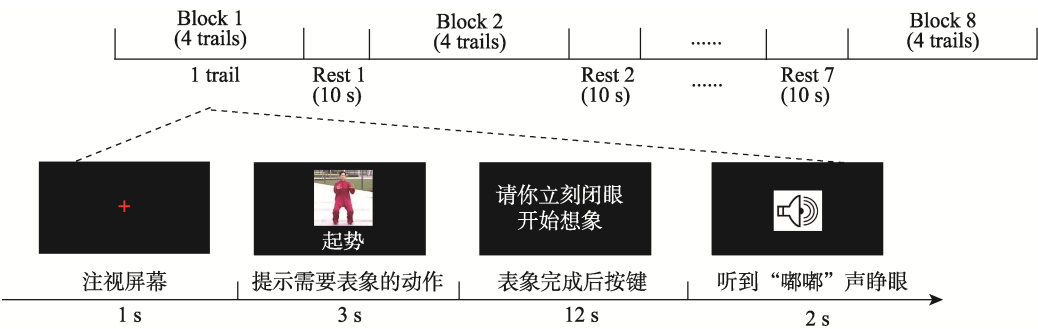 Block 1
(4 trails)
Block 2
(4 trails)
......
Block 8
(4 trails)
1 trail
Rest 1
(10 s)
Rest 2
(10 s)
......
Rest 7
(10 s)
+
起势
请你立刻闭眼
开始想象
注视屏幕
提示需要表象的动作
表象完成后按键
听到“嘟嘟”声睁眼
1 s
3 s
12 s
2 s